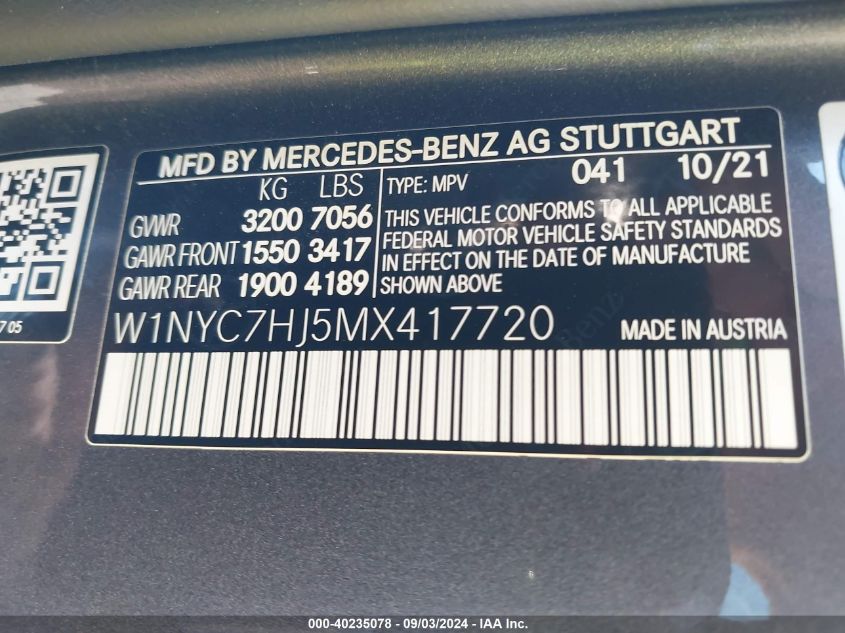 MFD BY MERCEDES-BENZ AG STUTTGART
KG LBS
GVWR 3200 7056
GAWR FRONT 1550 3417
GAWR REAR 1900 4189
TYPE: MPV 041 10/21
THIS VEHICLE CONFORMS TO ALL APPLICABLE
FEDERAL MOTOR VEHICLE SAFETY STANDARDS
IN EFFECT ON THE DATE OF MANUFACTURE
SHOWN ABOVE
W1NYC7HJ5MX417720
MADE IN AUSTRIA
000-40235078 - 09/03/2024 - IAA Inc.